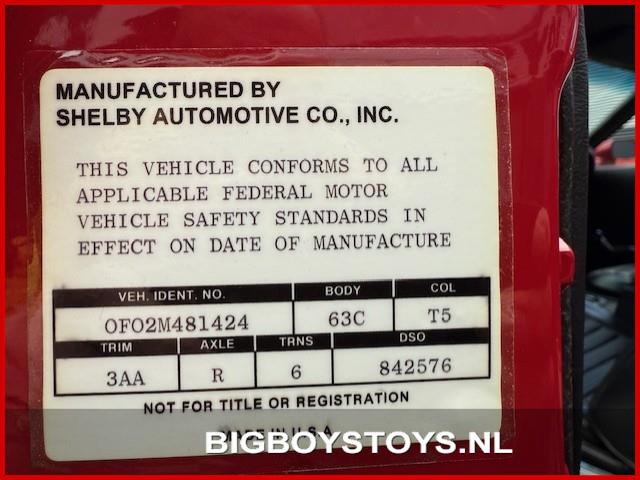 MANUFACTURED BY
SHELBY AUTOMOTIVE CO., INC.
THIS VEHICLE CONFORMS TO ALL
APPLICABLE FEDERAL MOTOR
VEHICLE SAFETY STANDARDS IN
EFFECT ON DATE OF MANUFACTURE
VEH. IDENT. NO. BODY COL
0F02M481424 63C T5
TRIM AXLE TRNS DSO
3AA R 6 842576
NOT FOR TITLE OR REGISTRATION
MADE IN U.S.A.
BIGBOYSTOYS.NL